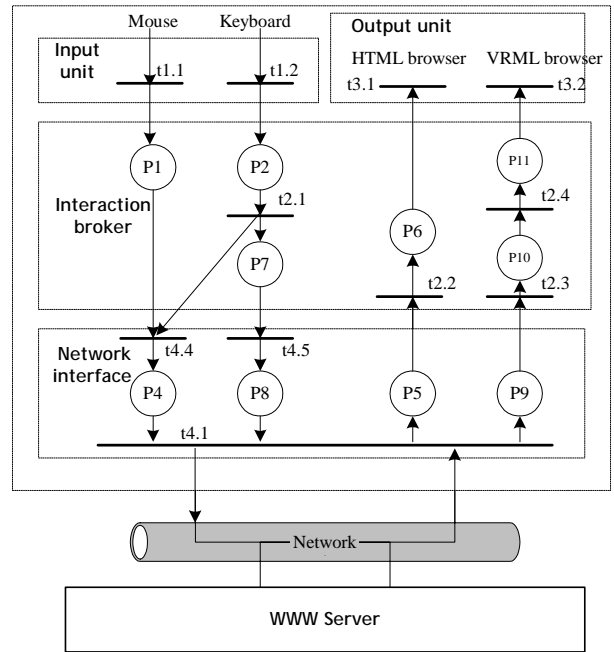 Mouse
Keyboard
Output unit
Input
unit
HTML browser
VRML browser
t1.1
t1.2
t3.1
t3.2
P1
P2
P11
t2.1
t2.4
Interaction
broker
P7
P6
P10
t2.2
t2.3
t4.4
t4.5
Network
interface
P4
P8
P5
P9
t4.1
Network
WWW Server